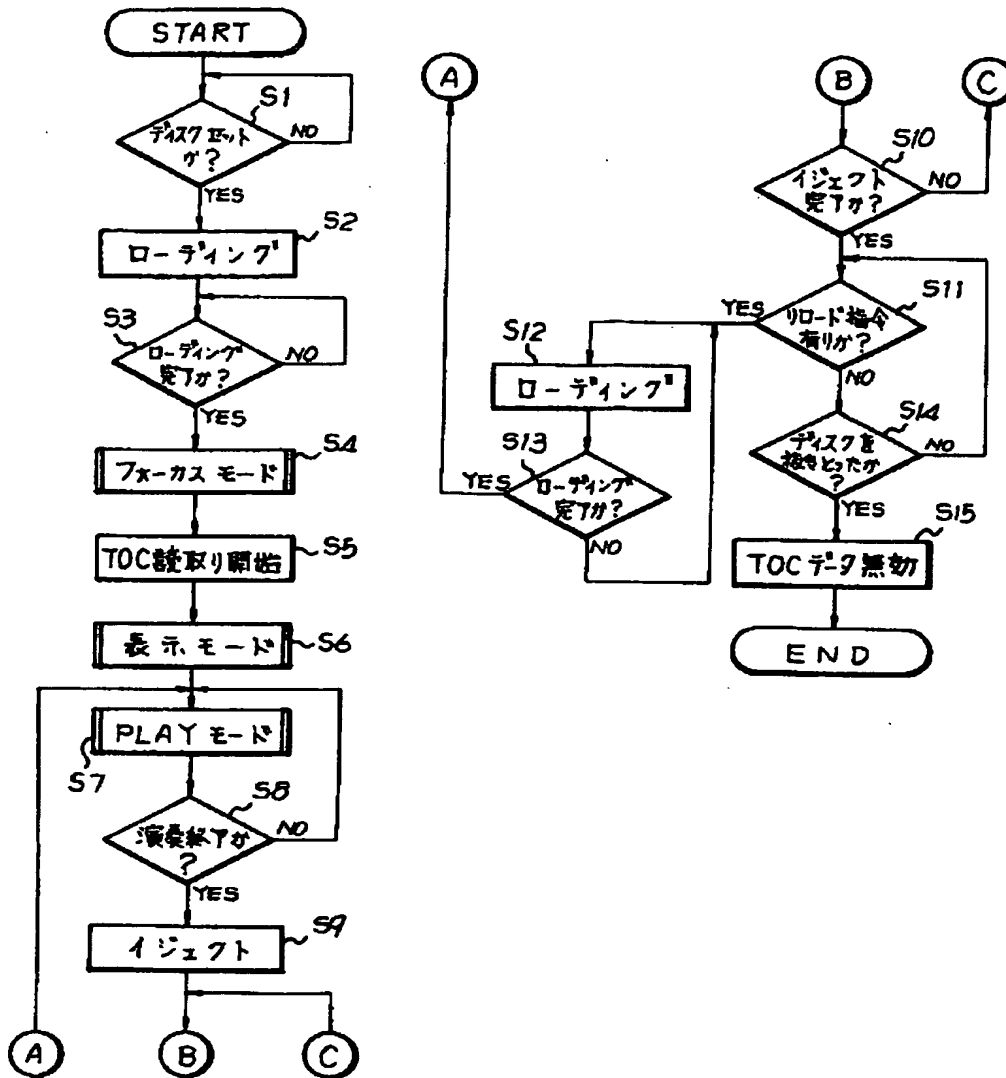 START
S1
ディスクセット
か?
NO
YES
S2
ローディング
S3
ローディング
完了か?
NO
YES
S4
フォーカスモード
TOC読取り開始
S5
表示モード
S6
PLAYモード
S7
S8
演奏終了か
?
NO
YES
S9
イジェクト
A
B
C
A
B
C
S10
イジェクト
完了か?
NO
YES
S11
リロード指令
有りか?
YES
NO
S12
ローディング
S13
ローディング
完了か?
YES
NO
S14
ディスクを
抜きとったか
?
NO
YES
S15
TOCデータ無効
END